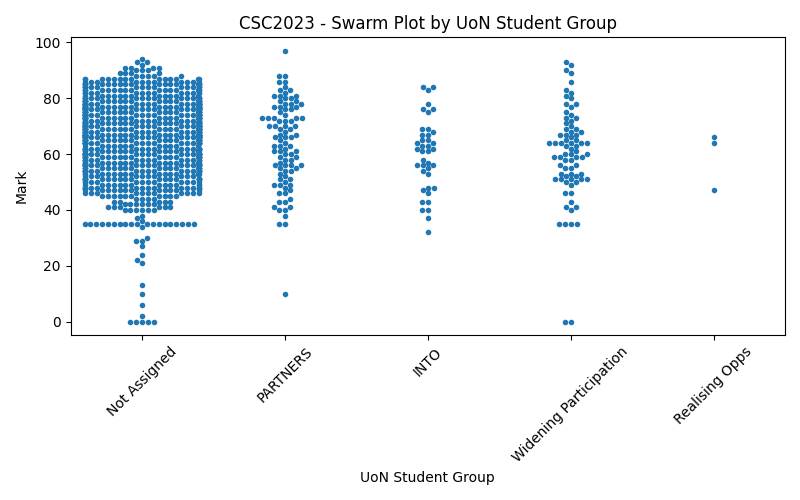 CSC2023 - Swarm Plot by UoN Student Group
Mark
100
80
60
40
20
0
Not Assigned
PARTNERS
INTO
Widening Participation
Realising Opps
UoN Student Group